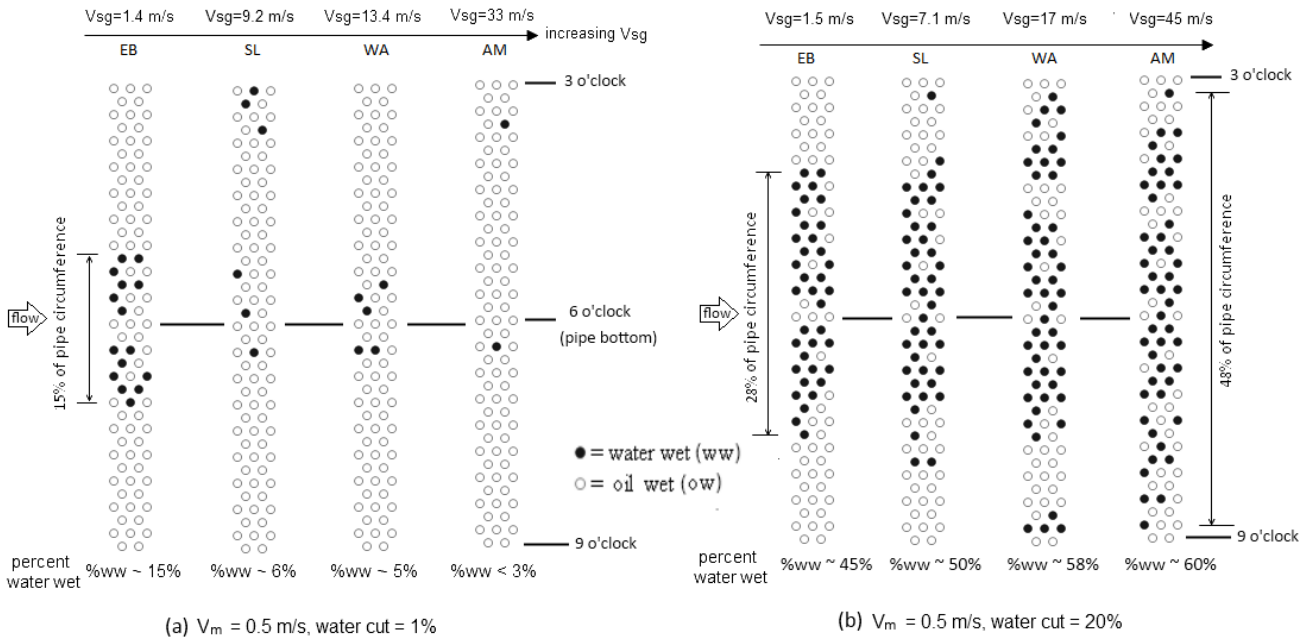 Vsg=1.4 m/s Vsg=9.2 m/s Vsg=13.4 m/s Vsg=33 m/s
increasing Vsg
EB SL WA AM
3 o'clock
15% of pipe circumference
flow
6 o'clock
(pipe bottom)
9 o'clock
percent
water wet
%ww ~ 15% %ww ~ 6% %ww ~ 5% %ww < 3%
(a) Vm = 0.5 m/s, water cut = 1%
= water wet (ww)
= oil wet (ow)
Vsg=1.5 m/s Vsg=7.1 m/s Vsg=17 m/s Vsg=45 m/s
EB SL WA AM
3 o'clock
28% of pipe circumference
flow
48% of pipe circumference
9 o'clock
percent
water wet
%ww ~ 45% %ww ~ 50% %ww ~ 58% %ww ~ 60%
(b) Vm = 0.5 m/s, water cut = 20%